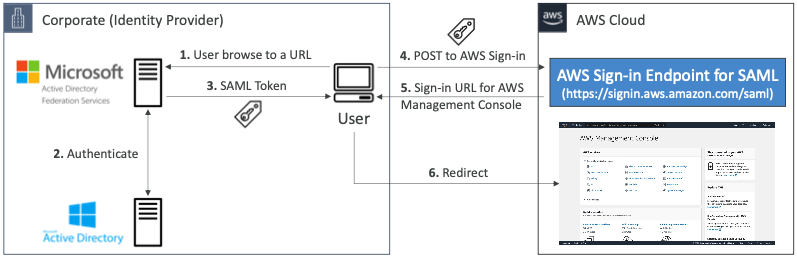 Corporate (Identity Provider)
aws
AWS Cloud
1. User browse to a URL
4. POST to AWS Sign-in
Microsoft
Active Directory
Federation Services
3. SAML Token
User
5. Sign-in URL for AWS
Management Console
AWS Sign-in Endpoint for SAML
(https://signin.aws.amazon.com/saml)
2. Authenticate
6. Redirect
AWS Management Console
Microsoft
Active Directory